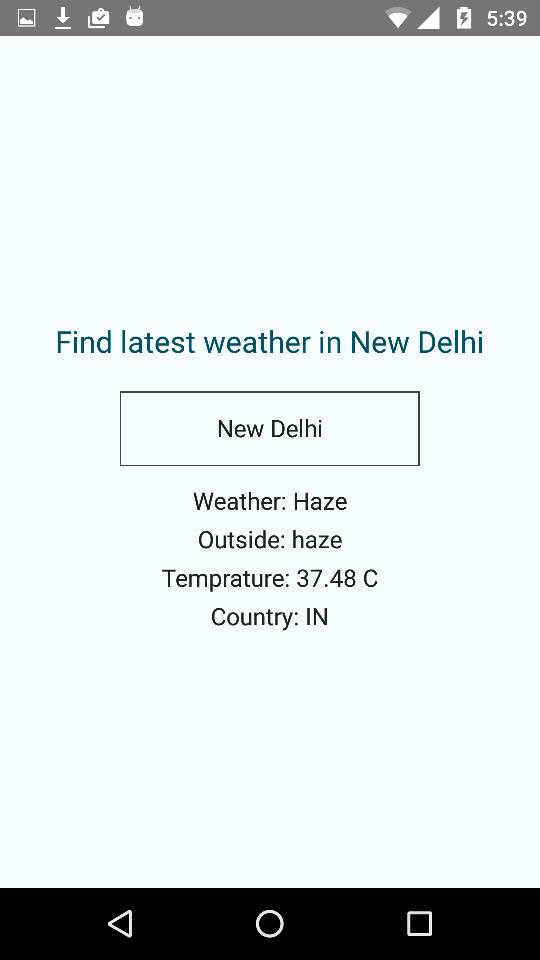 5:39
Find latest weather in New Delhi
New Delhi
Weather: Haze
Outside: haze
Temprature: 37.48 C
Country: IN